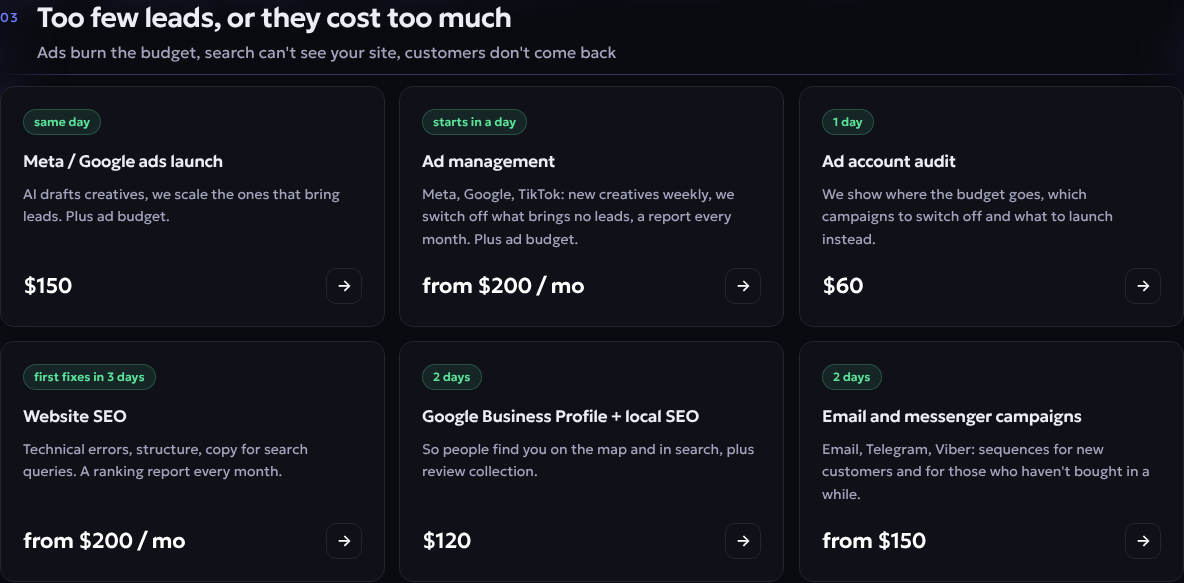 03
Too few leads, or they cost too much
Ads burn the budget, search can't see your site, customers don't come back
same day
Meta / Google ads launch
AI drafts creatives, we scale the ones that bring
leads. Plus ad budget.
$150
starts in a day
Ad management
Meta, Google, TikTok: new creatives weekly, we
switch off what brings no leads, a report every
month. Plus ad budget.
from $200 / mo
1 day
Ad account audit
We show where the budget goes, which
campaigns to switch off and what to launch
instead.
$60
first fixes in 3 days
Website SEO
Technical errors, structure, copy for search
queries. A ranking report every month.
from $200 / mo
2 days
Google Business Profile + local SEO
So people find you on the map and in search, plus
review collection.
$120
2 days
Email and messenger campaigns
Email, Telegram, Viber: sequences for new
customers and for those who haven't bought in a
while.
from $150